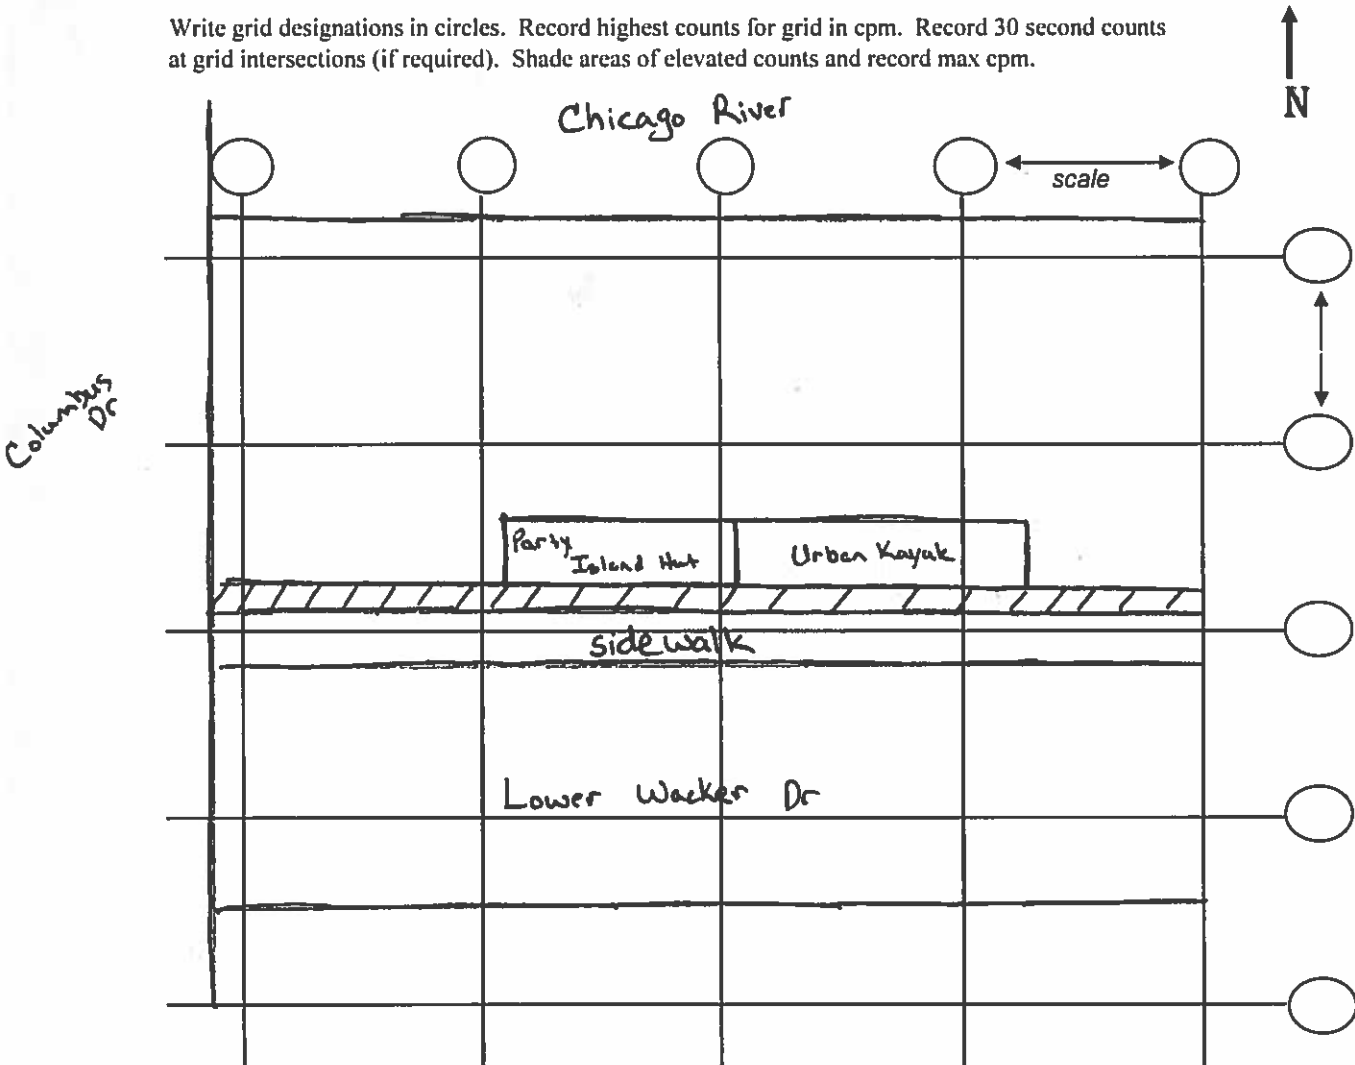 Write grid designations in circles. Record highest counts for grid in cpm. Record 30 second counts
at grid intersections (if required). Shade areas of elevated counts and record max cpm.
N
Chicago River
scale
Columbus
Dr
Party
Island Hut
Urban Kayak
sidewalk
Lower Wacker Dr